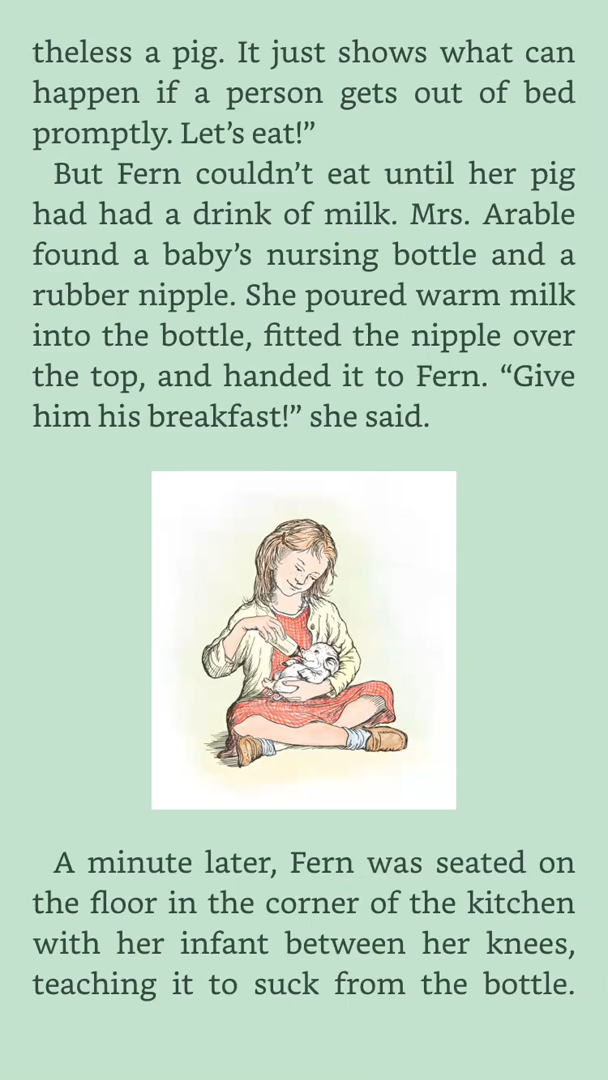 theless a pig. It just shows what can
happen if a person gets out of bed
promptly. Let’s eat!”
But Fern couldn’t eat until her pig
had had a drink of milk. Mrs. Arable
found a baby’s nursing bottle and a
rubber nipple. She poured warm milk
into the bottle, fitted the nipple over
the top, and handed it to Fern. “Give
him his breakfast!” she said.
A minute later, Fern was seated on
the floor in the corner of the kitchen
with her infant between her knees,
teaching it to suck from the bottle.